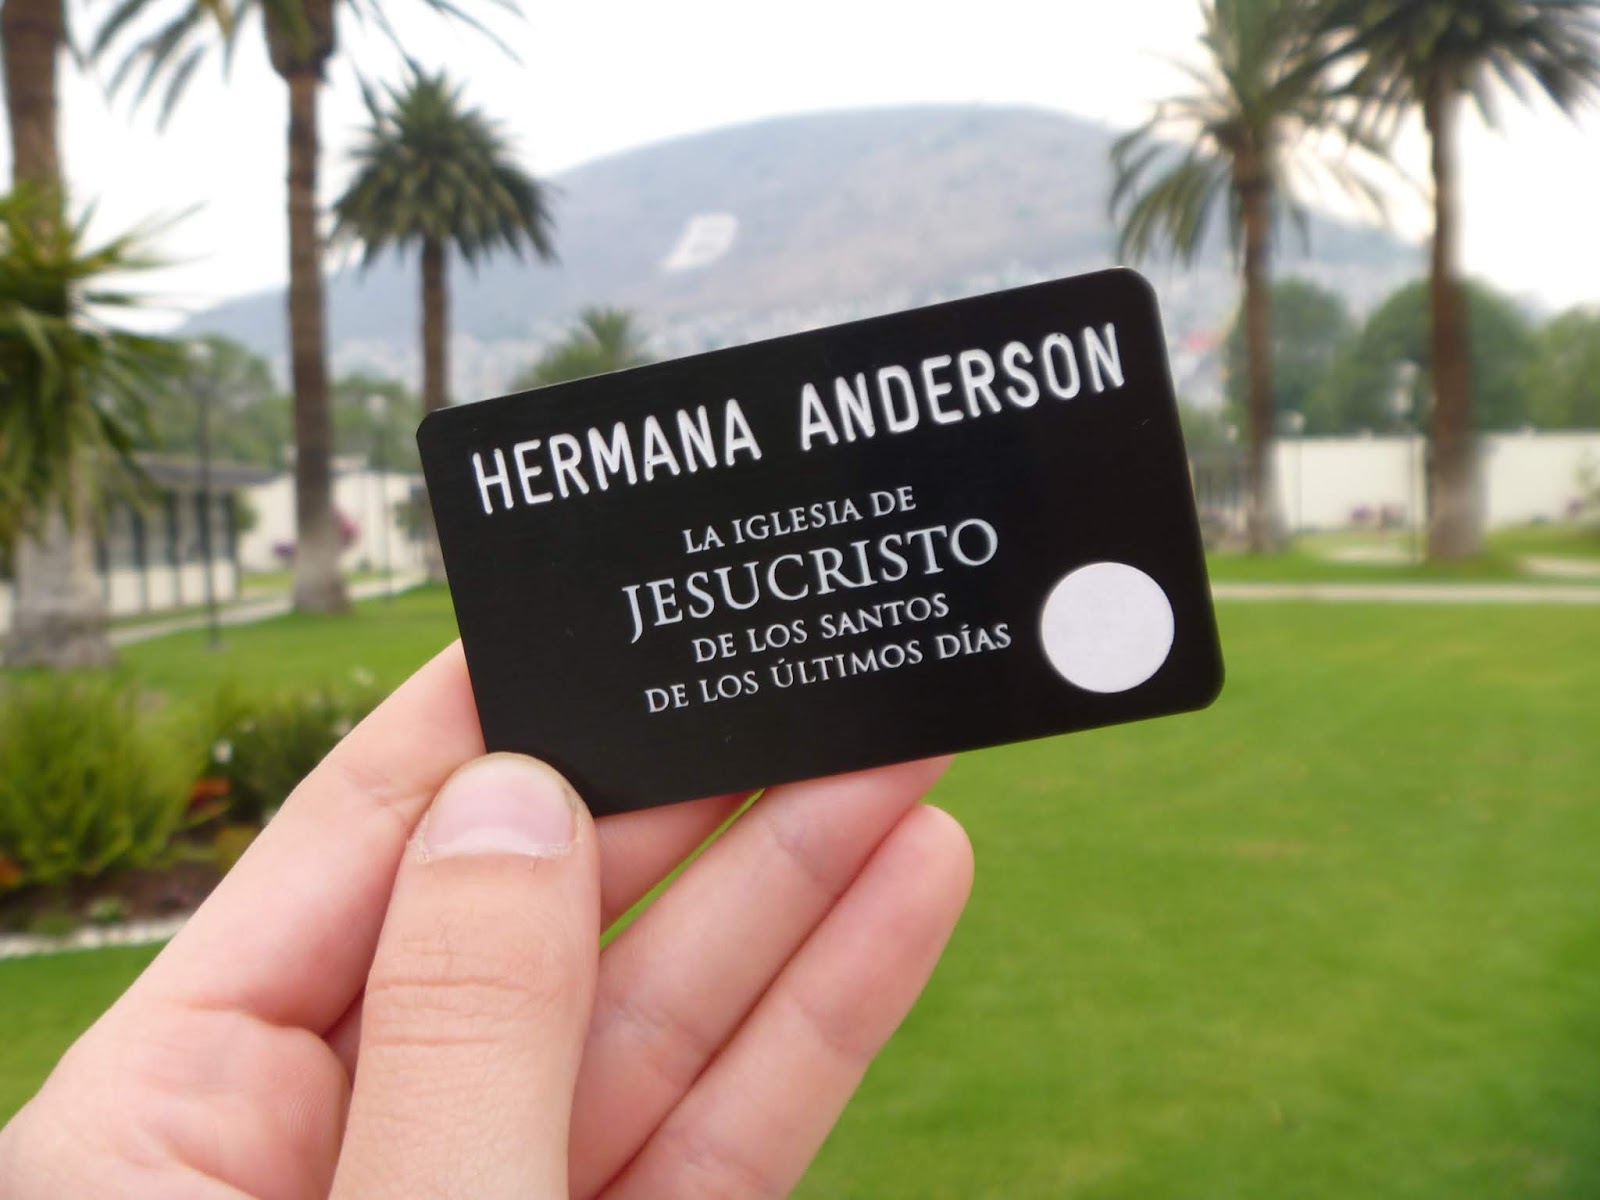 HERMANA ANDERSON
LA IGLESIA DE
JESUCRISTO
DE LOS SANTOS
DE LOS ÚLTIMOS DÍAS
B